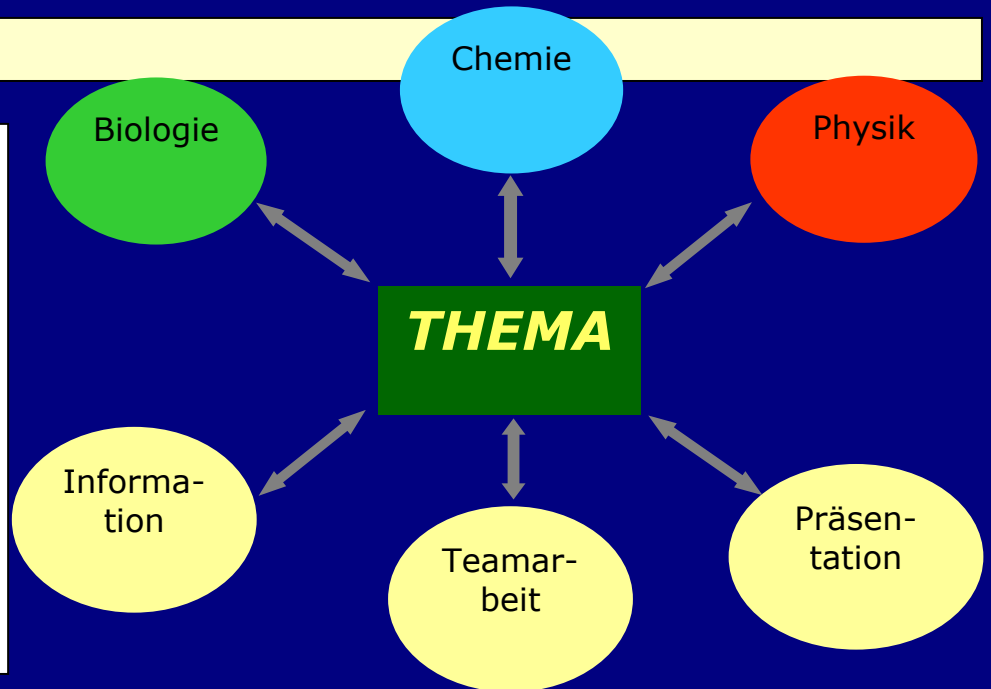 Chemie
Biologie
Physik
THEMA
Informa-
tion
Teamar-
beit
Präsen-
tation